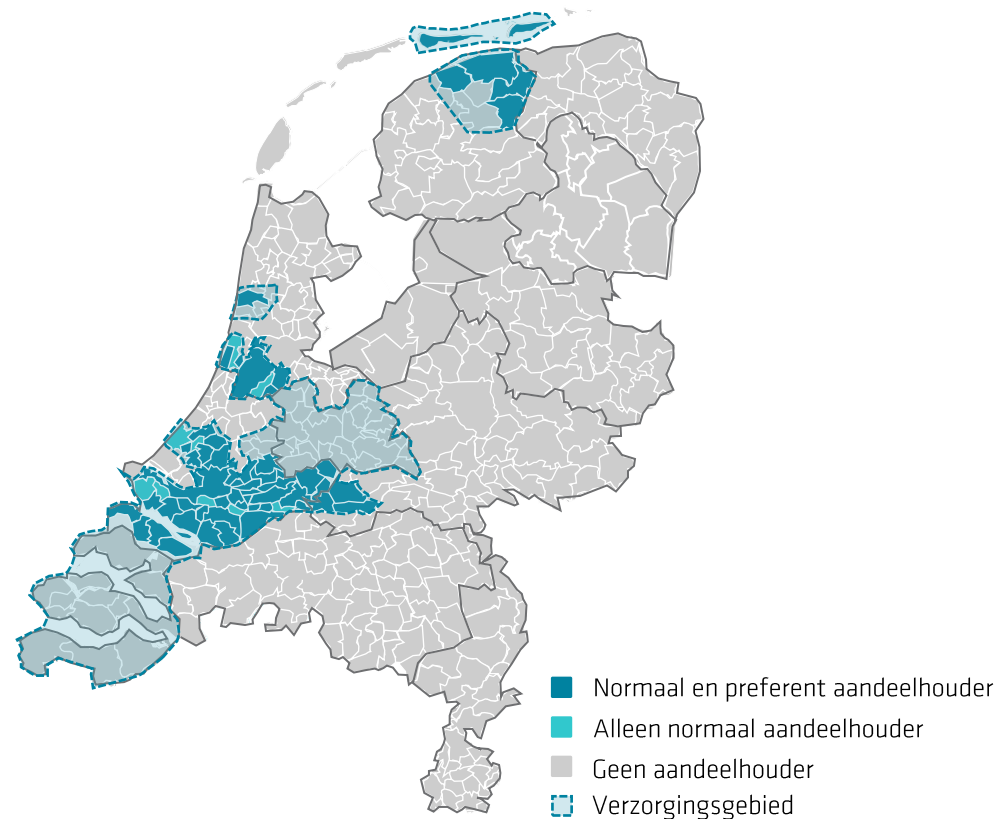 Normaal en preferent aandeelhouder
Alleen normaal aandeelhouder
Geen aandeelhouder
Verzorgingsgebied